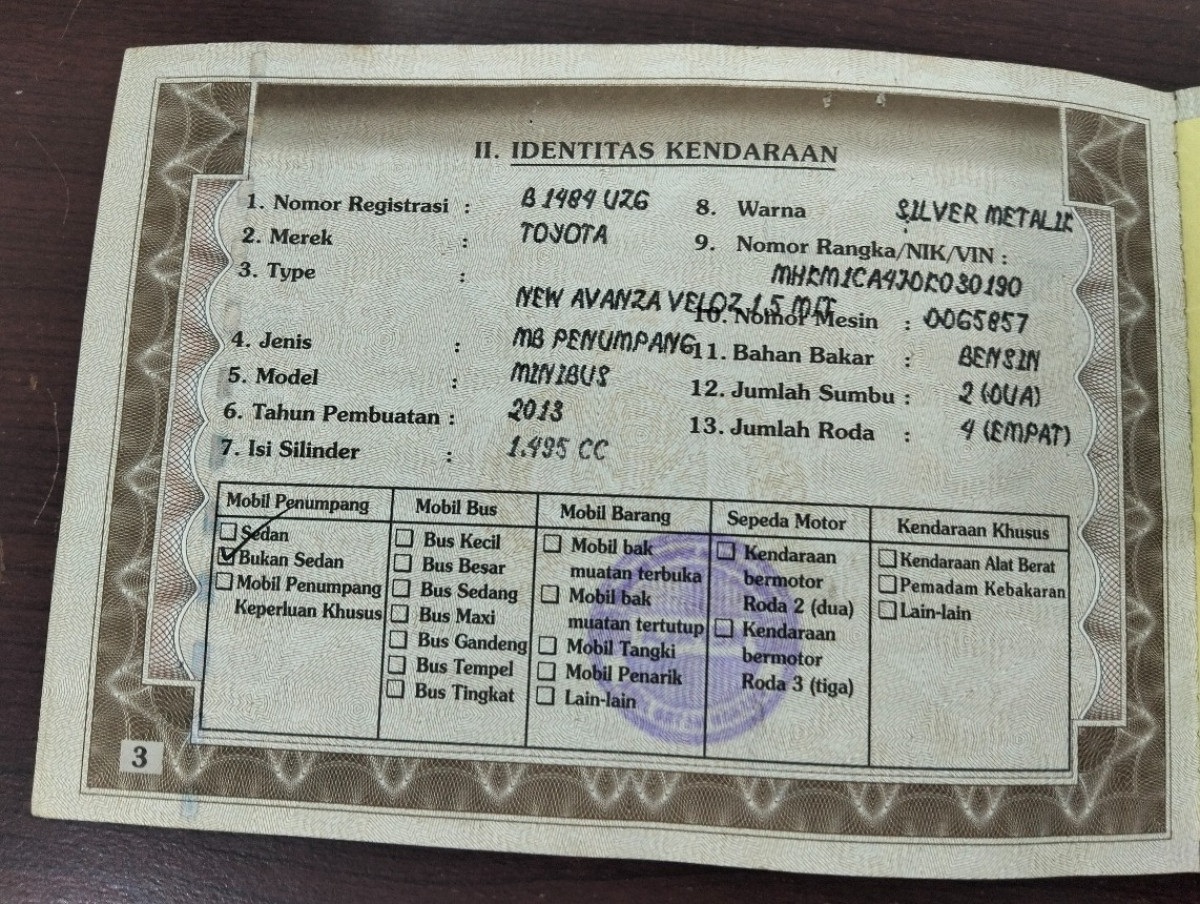 II. IDENTITAS KENDARAAN
1. Nomor Registrasi : B 1484 UZG
2. Merek : TOYOTA
3. Type :
NEW AVANZA VELOZ 1,5 M/T
4. Jenis : MB PENUMPANG
5. Model : MINIBUS
6. Tahun Pembuatan : 2013
7. Isi Silinder : 1.495 CC
8. Warna SILVER METALIK
9. Nomor Rangka/NIK/VIN :
MHKM1CA4JDK030190
10. Nomor Mesin : DDG5857
11. Bahan Bakar : BENSIN
12. Jumlah Sumbu : 2 (DUA)
13. Jumlah Roda : 4 (EMPAT)
Mobil Penumpang
Sedan
Bukan Sedan
Mobil Penumpang
Keperluan Khusus
Mobil Bus
Bus Kecil
Bus Besar
Bus Sedang
Bus Maxi
Bus Gandeng
Bus Tempel
Bus Tingkat
Mobil Barang
Mobil bak
muatan terbuka
Mobil bak
muatan tertutup
Mobil Tangki
Mobil Penarik
Lain-lain
Sepeda Motor
Kendaraan
bermotor
Roda 2 (dua)
Kendaraan
bermotor
Roda 3 (tiga)
Kendaraan Khusus
Kendaraan Alat Berat
Pemadam Kebakaran
Lain-lain
3